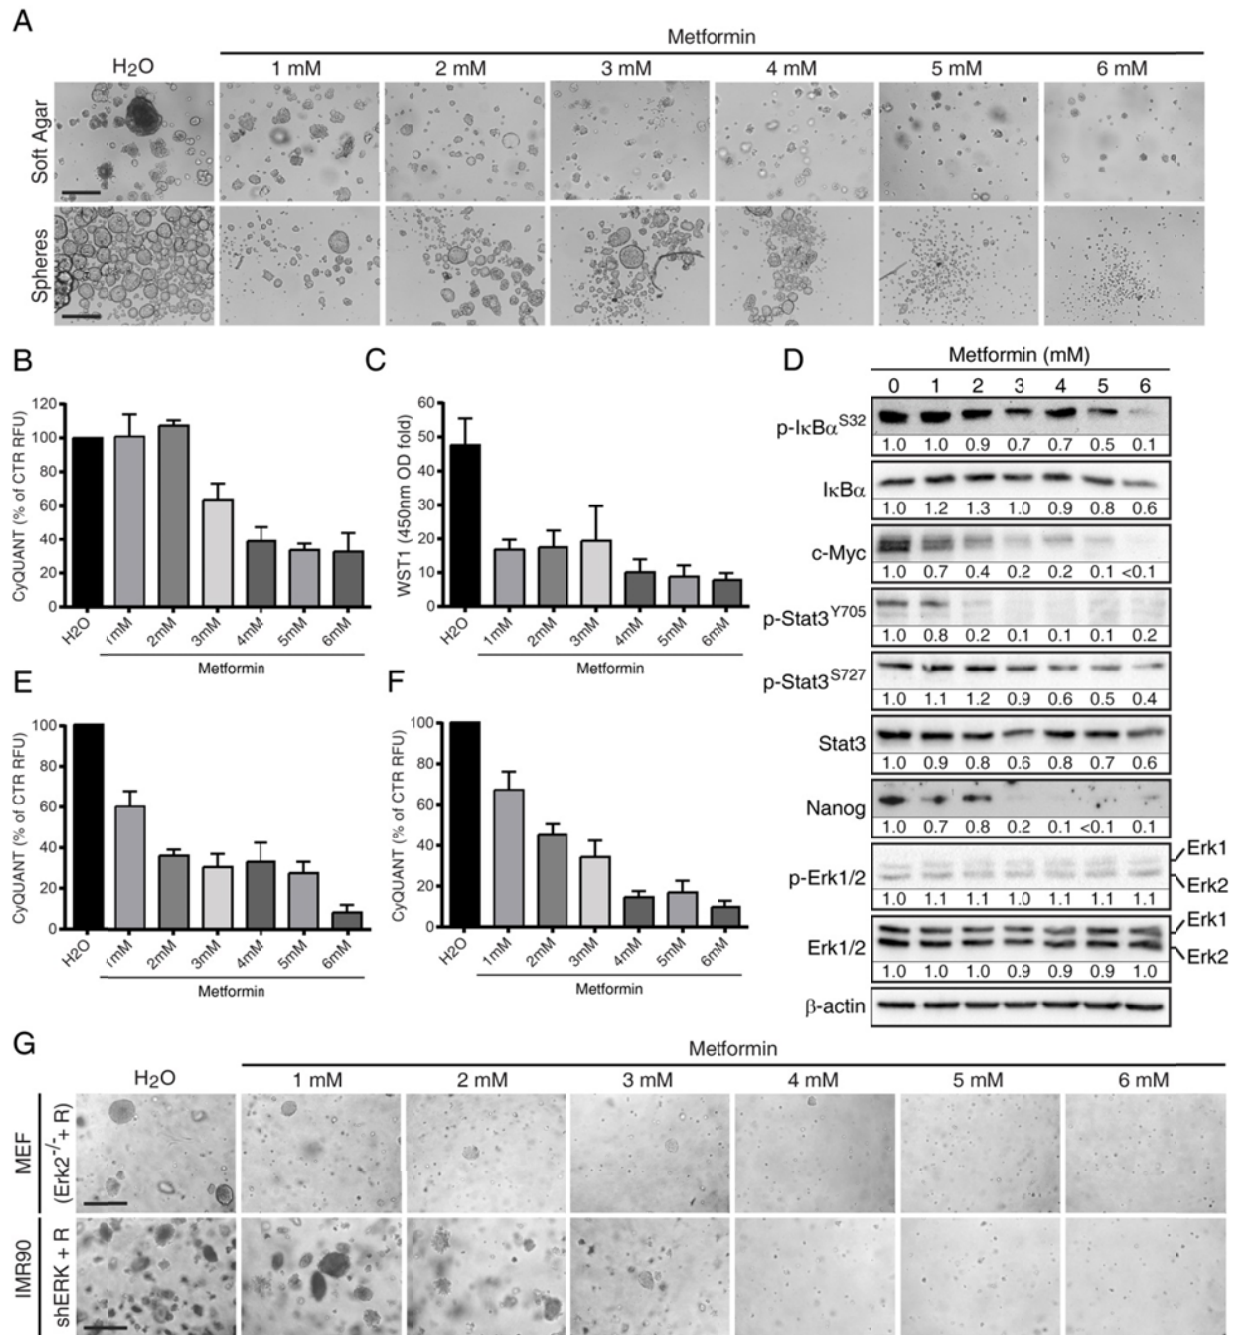 A
Metformin
H2O 1 mM 2 mM 3 mM 4 mM 5 mM 6 mM
Soft Agar
Spheres
B
CyQUANT (% of CTR RFU)
120
100
80
60
40
20
0
H2O 1mM 2mM 3mM 4mM 5mM 6mM
Metformin
C
WST1 (450nm OD fold)
60
50
40
30
20
10
0
H2O 1mM 2mM 3mM 4mM 5mM 6mM
Metformin
D
Metformin (mM)
0 1 2 3 4 5 6
p-IκBα S32
1.0 1.0 0.9 0.7 0.7 0.5 0.1
IκBα
1.0 1.2 1.3 1.0 0.9 0.8 0.6
c-Myc
1.0 0.7 0.4 0.2 0.2 0.1 <0.1
p-Stat3 Y705
1.0 0.8 0.2 0.1 0.1 0.1 0.2
p-Stat3 S727
1.0 1.1 1.2 0.9 0.6 0.5 0.4
Stat3
1.0 0.9 0.8 0.6 0.8 0.7 0.6
Nanog
1.0 0.7 0.8 0.2 0.1 <0.1 0.1
p-Erk1/2
Erk1
Erk2
1.0 1.1 1.1 1.0 1.1 1.1 1.1
Erk1/2
Erk1
Erk2
1.0 1.0 1.0 0.9 0.9 0.9 1.0
β-actin
E
CyQUANT (% of CTR RFU)
100
80
60
40
20
0
H2O 1mM 2mM 3mM 4mM 5mM 6mM
Metformin
F
CyQUANT (% of CTR RFU)
100
80
60
40
20
0
H2O 1mM 2mM 3mM 4mM 5mM 6mM
Metformin
G
Metformin
H2O 1 mM 2 mM 3 mM 4 mM 5 mM 6 mM
MEF
(Erk2-/-+ R)
IMR90
shERK + R